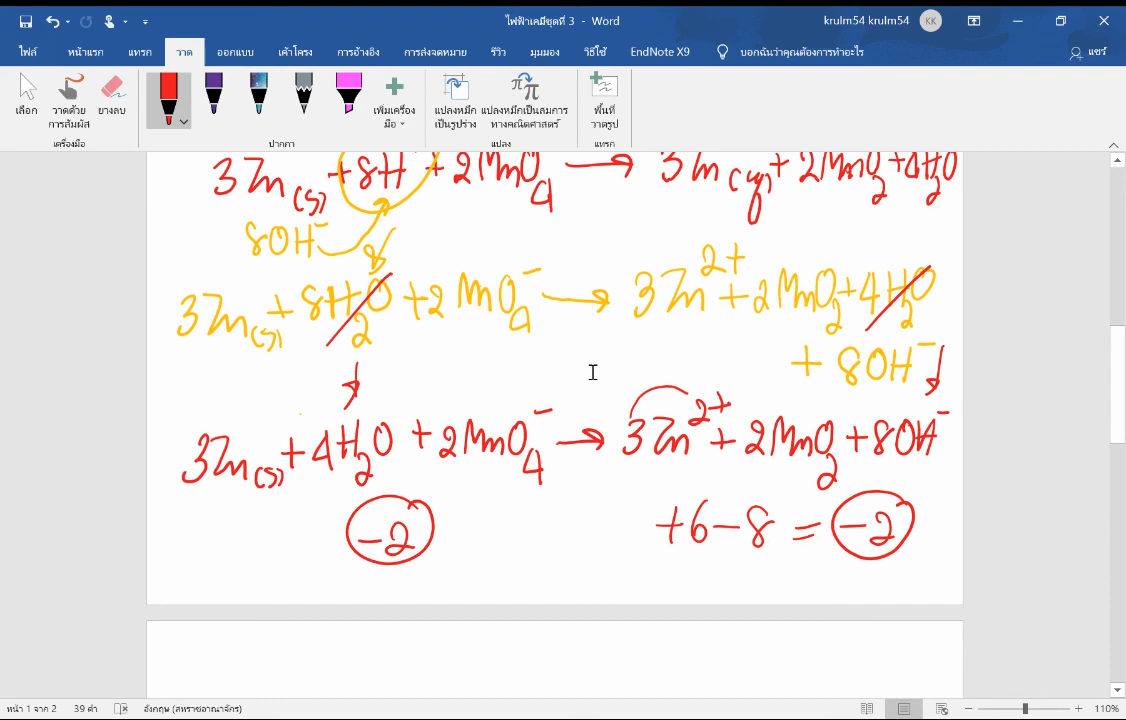 ไฟฟ้าเคมีชุดที่ 3 - Word
krulm54 krulm54 KK
ไฟล์ หน้าแรก แทรก วาด ออกแบบ เค้าโครง การอ้างอิง การส่งจดหมาย รีวิว มุมมอง วิธีใช้ EndNote X9 บอกฉันว่าคุณต้องการทำอะไร แชร์
เลือก วาดด้วยการสัมผัส ยางลบ เพิ่มเครื่องมือ แปลงหมึกเป็นรูปร่าง แปลงหมึกเป็นสมการทางคณิตศาสตร์ พื้นที่วาดรูป
เครื่องมือ ปากกา แปลง แทรก
3Zn(s) + 8H + 2MnO4 → 3Zn(aq) + 2MnO2 + 4H2O
8OH⁻
3Zn(s) + 8H2O + 2MnO4⁻ → 3Zn²⁺ + 2MnO2 + 4H2O
+ 8OH⁻
3Zn(s) + 4H2O + 2MnO4⁻ → 3Zn²⁺ + 2MnO2 + 8OH⁻
-2 +6-8 = -2
หน้า 1 จาก 2 39 คำ อังกฤษ (สหราชอาณาจักร) 110%